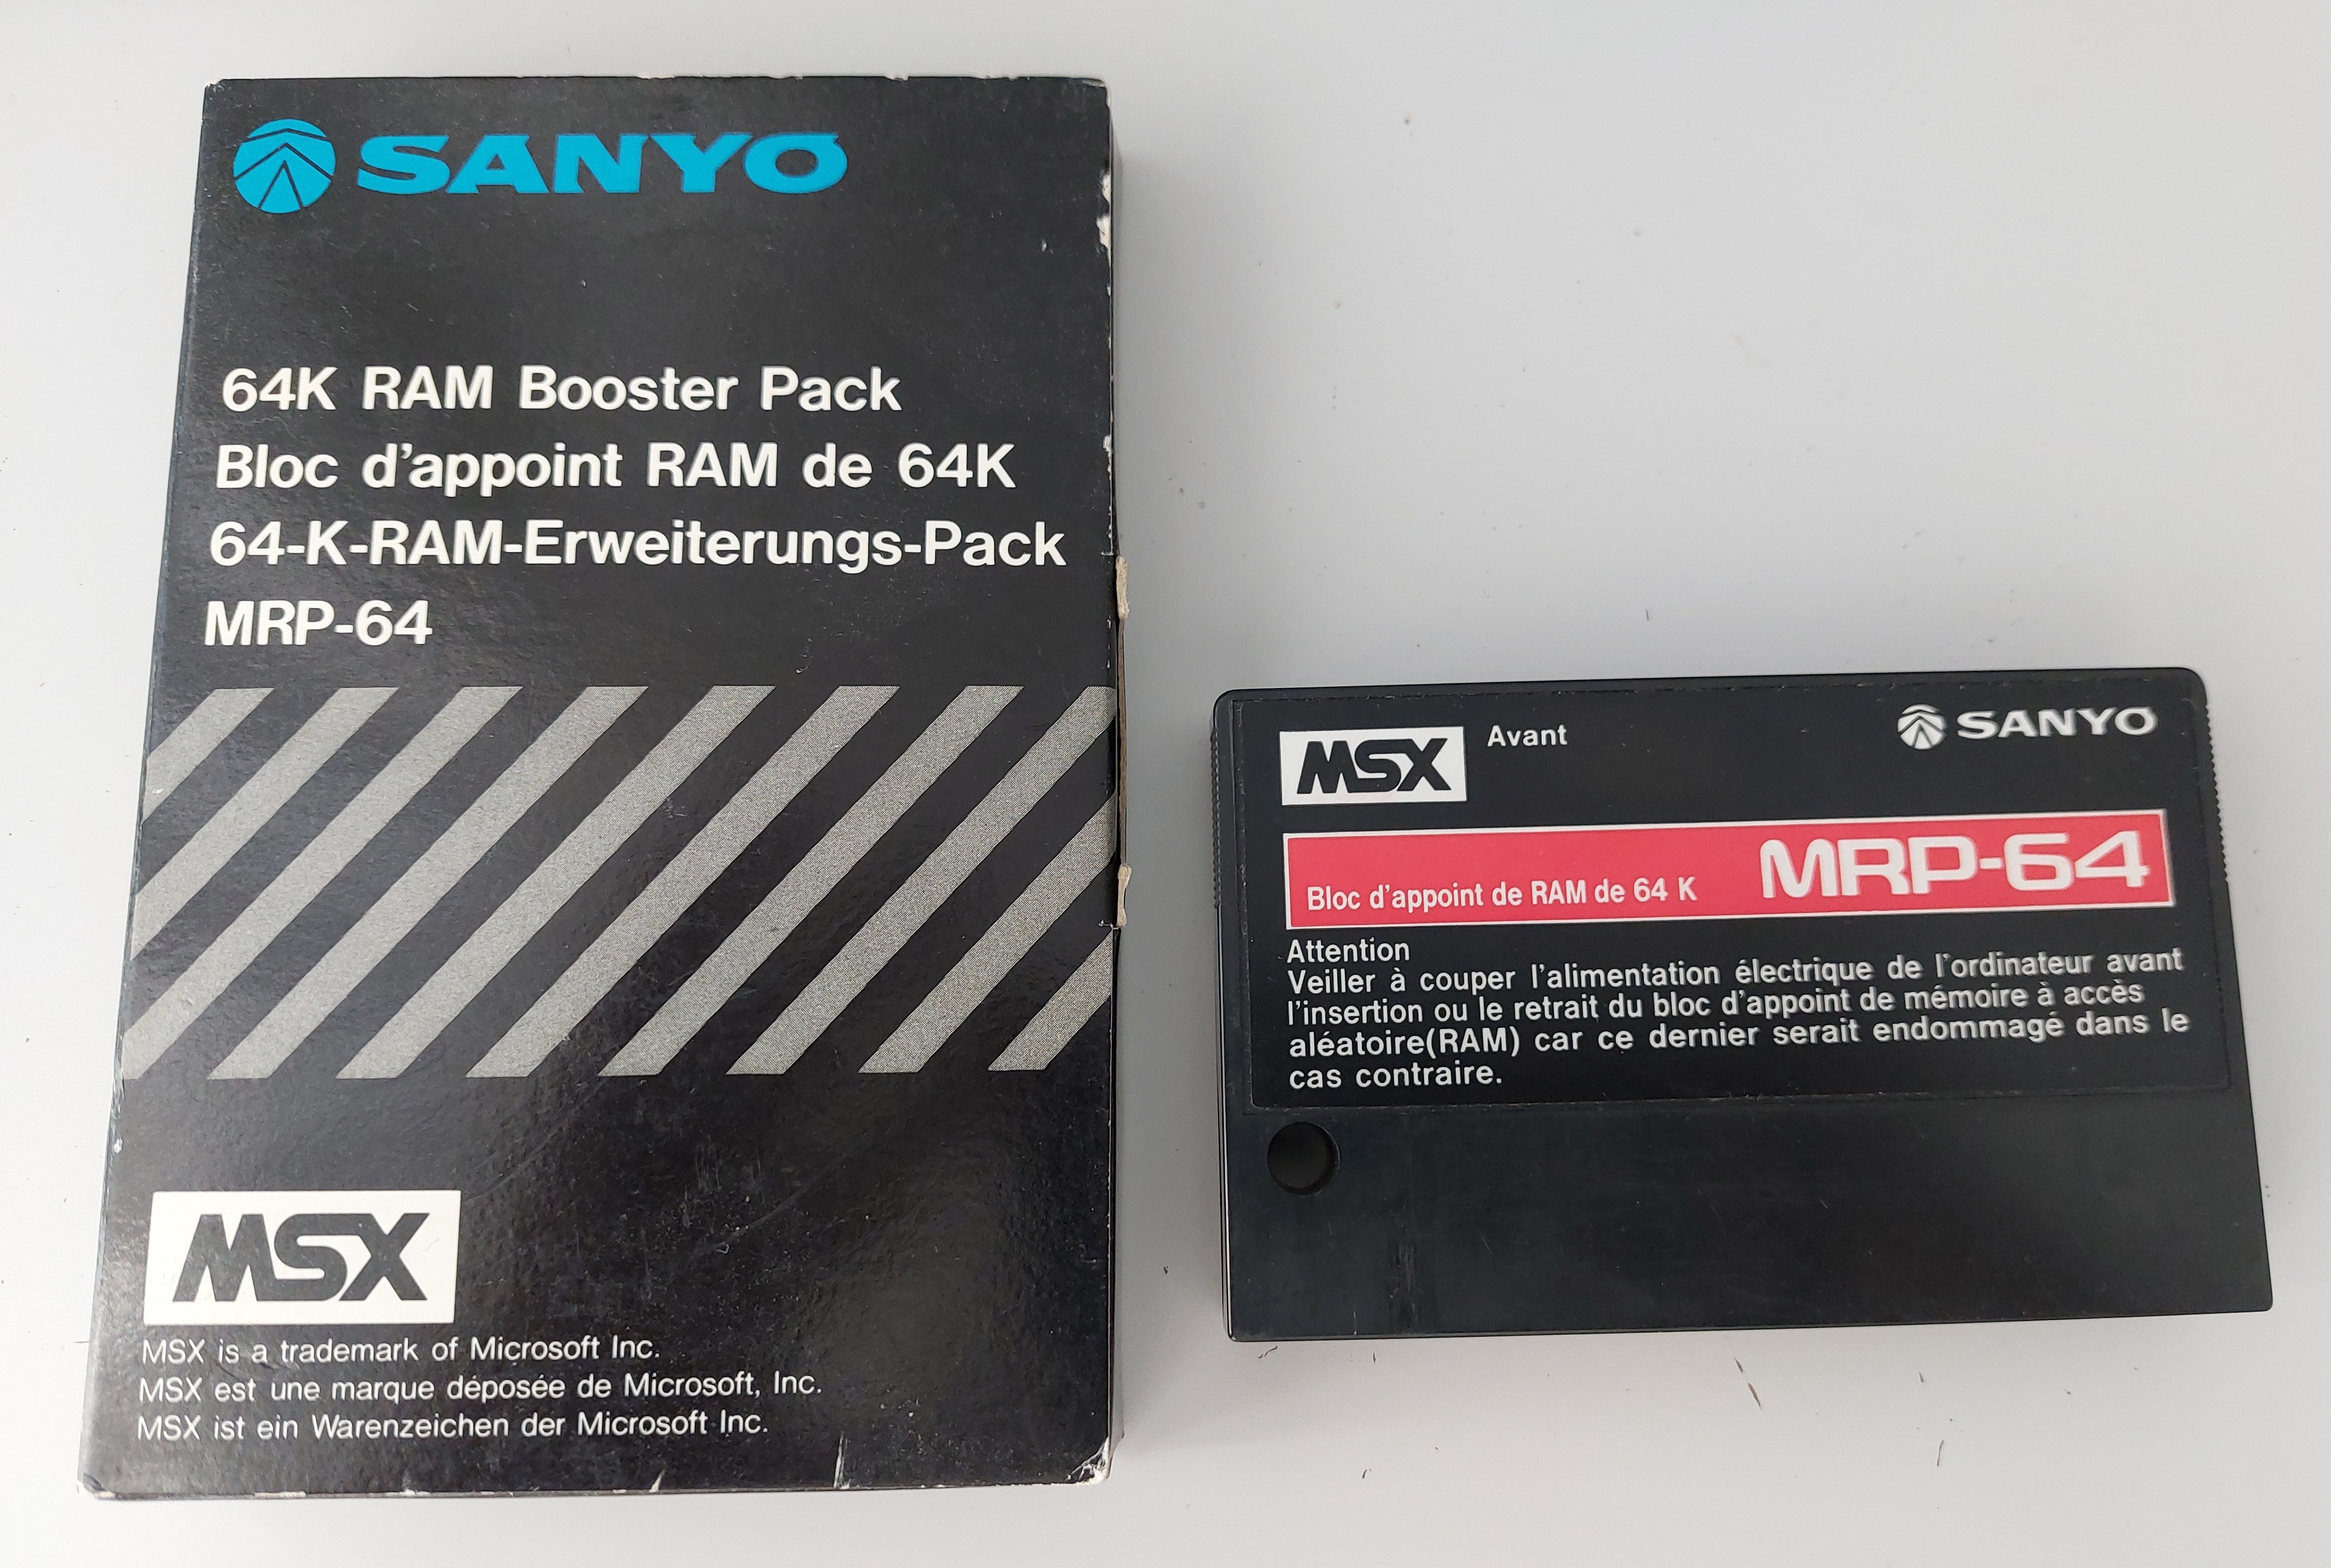 SANYO
64K RAM Booster Pack
Bloc d'appoint RAM de 64K
64-K-RAM-Erweiterungs-Pack
MRP-64
MSX
MSX is a trademark of Microsoft Inc.
MSX est une marque déposée de Microsoft, Inc.
MSX ist ein Warenzeichen der Microsoft Inc.
MSX Avant SANYO
Bloc d'appoint de RAM de 64 K MRP-64
Attention
Veiller à couper l'alimentation électrique de l'ordinateur avant
l'insertion ou le retrait du bloc d'appoint de mémoire à accès
aléatoire(RAM) car ce dernier serait endommagé dans le
cas contraire.